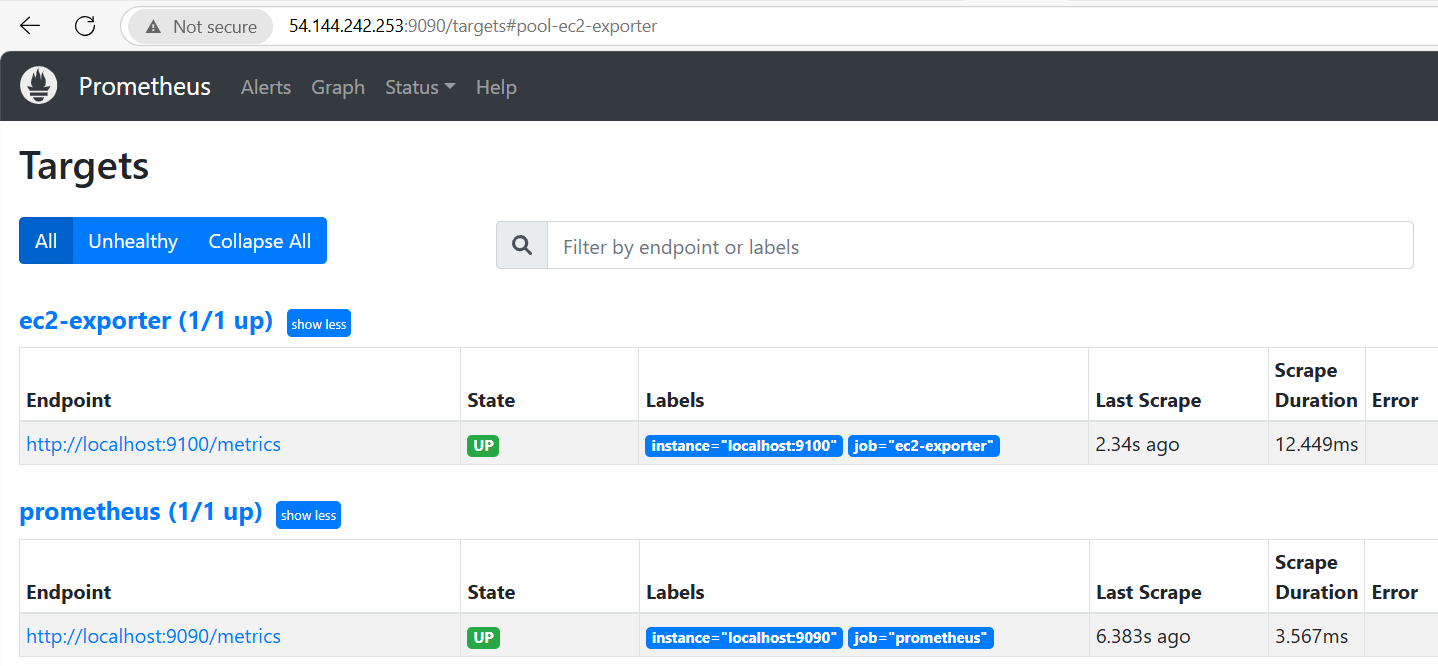 Not secure 54.144.242.253:9090/targets#pool-ec2-exporter
Prometheus Alerts Graph Status Help
Targets
All Unhealthy Collapse All Filter by endpoint or labels
ec2-exporter (1/1 up) show less
Endpoint State Labels Last Scrape Scrape Duration Error
http://localhost:9100/metrics UP instance="localhost:9100" job="ec2-exporter" 2.34s ago 12.449ms
prometheus (1/1 up) show less
Endpoint State Labels Last Scrape Scrape Duration Error
http://localhost:9090/metrics UP instance="localhost:9090" job="prometheus" 6.383s ago 3.567ms